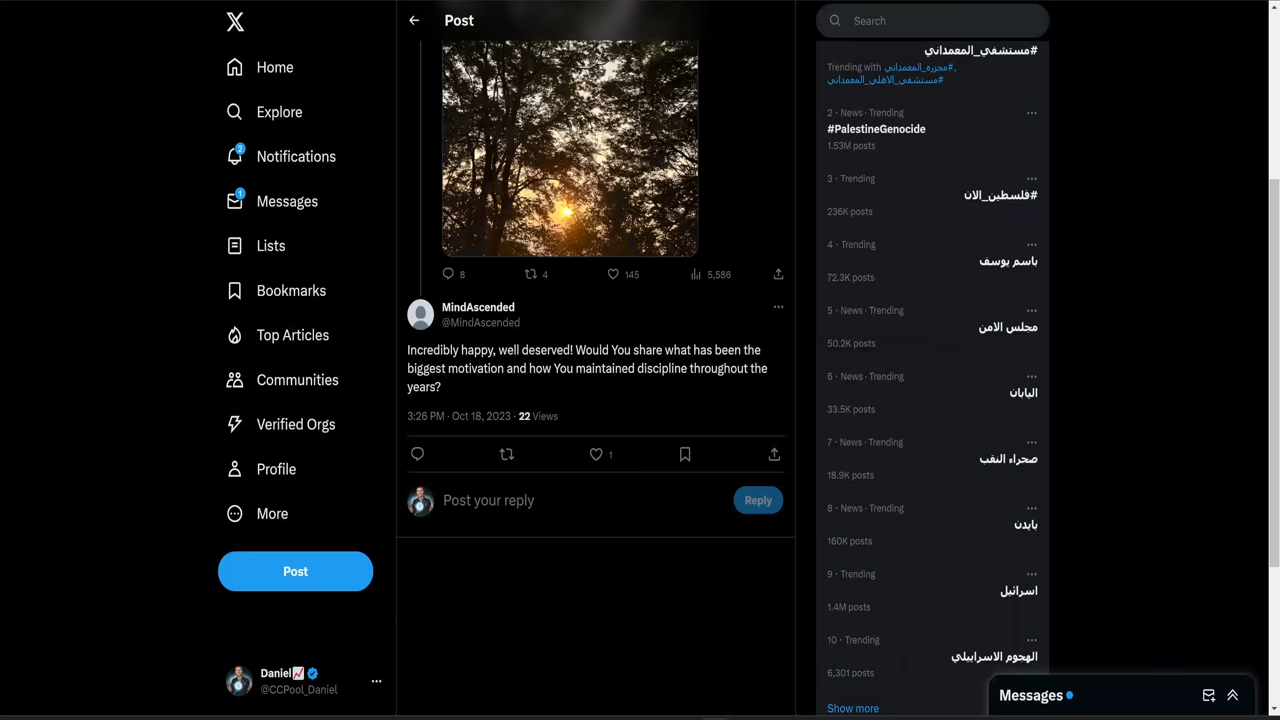 Home
Explore
2
Notifications
1
Messages
Lists
Bookmarks
Top Articles
Communities
Verified Orgs
Profile
More
Post
Daniel📈
@CCPool_Daniel
Post
8
4
145
5,586
MindAscended
@MindAscended
Incredibly happy, well deserved! Would You share what has been the
biggest motivation and how You maintained discipline throughout the
years?
3:26 PM · Oct 18, 2023 · 22 Views
1
Post your reply
Reply
Search
#مستشفي_المعمداني
Trending with #مجزره_المعمداني,
#مستشفي_الاهلي_المعمداني
2 · News · Trending
#PalestineGenocide
1.53M posts
3 · Trending
#فلسطين_الان
236K posts
4 · Trending
باسم يوسف
72.3K posts
5 · News · Trending
مجلس الامن
50.2K posts
6 · News · Trending
اليابان
33.5K posts
7 · News · Trending
صحراء النقب
18.9K posts
8 · News · Trending
بايدن
160K posts
9 · Trending
اسرائيل
1.4M posts
10 · Trending
الهجوم الاسراييلي
6,301 posts
Show more
Messages